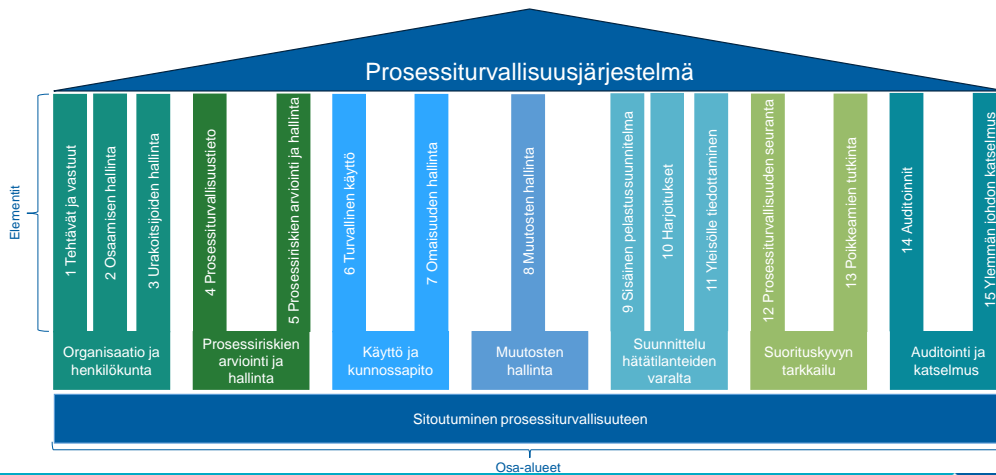 Prosessiturvallisuusjärjestelmä
Elementit
1 Tehtävät ja vastuut
2 Osaamisen hallinta
3 Urakoitsijoiden hallinta
4 Prosessiturvallisuustieto
5 Prosessiriskien arviointi ja hallinta
6 Turvallinen käyttö
7 Omaisuuden hallinta
8 Muutosten hallinta
9 Sisäinen pelastussuunnitelma
10 Harjoitukset
11 Yleisölle tiedottaminen
12 Prosessiturvallisuuden seuranta
13 Poikkeamien tutkinta
14 Auditoinnit
15 Ylemmän johdon katselmus
Organisaatio ja
henkilökunta
Prosessiriskien
arviointi ja
hallinta
Käyttö ja
kunnossapito
Muutosten
hallinta
Suunnittelu
hätätilanteiden
varalta
Suorituskyvyn
tarkkailu
Auditointi ja
katselmus
Sitoutuminen prosessiturvallisuuteen
Osa-alueet